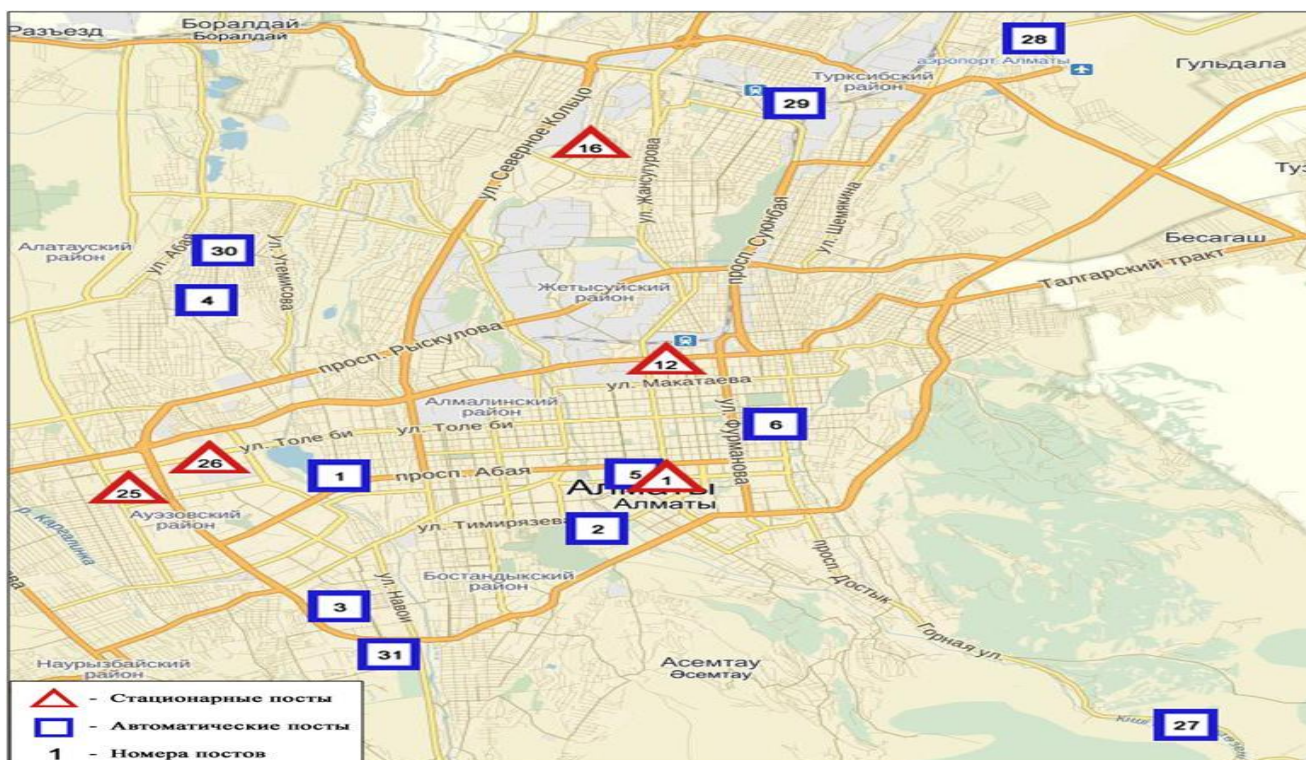 Разъезд
Боралдай
Боралдай
28
аэропорт Алматы
Гульдала
Турксибский
район
29
16
ул. Северное Кольцо
ул. Жансугурова
просп. Суюнбая
ул. Шемякина
Алатауский
район
ул. Абая
30
ул. Утемисова
4
Бесагаш
Талгарский тракт
Жетысуйский
район
просп. Рыскулова
12
ул. Макатаева
Алмалинский
район
ул. Толе би
ул. Толе би
ул. Фурманова
6
26
25
1
просп. Абая
5
1
Алматы
Алматы
Ауэзовский
район
р. Каргалинка
ул. Тимирязева
2
Бостандыкский
район
ул. Навои
просп. Достык
3
31
Горная ул.
Наурызбайский
район
Асемтау
Әсемтау
27
- Стационарные посты
- Автоматические посты
1 - Номера постов